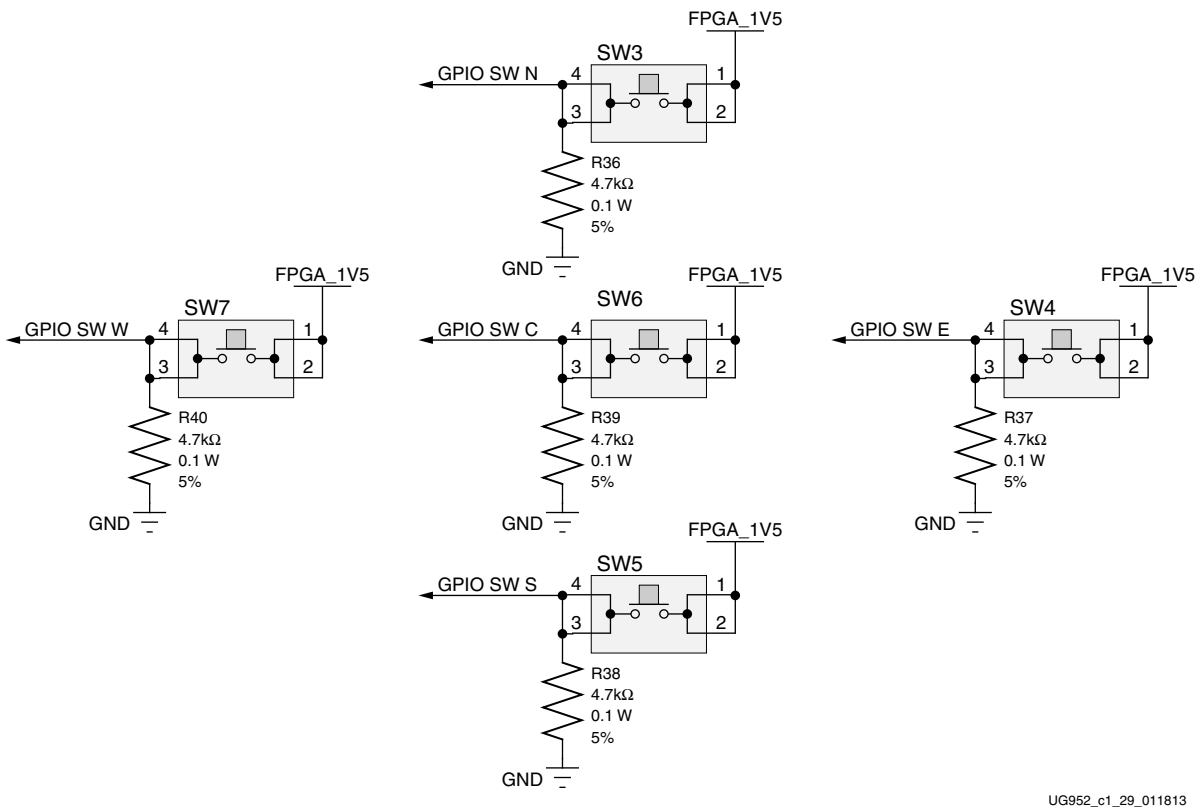 FPGA_1V5
SW3
GPIO SW N
4
1
3
2
R36
4.7kΩ
0.1 W
5%
GND
FPGA_1V5
SW7
GPIO SW W
4
1
3
2
R40
4.7kΩ
0.1 W
5%
GND
FPGA_1V5
SW6
GPIO SW C
4
1
3
2
R39
4.7kΩ
0.1 W
5%
GND
FPGA_1V5
SW4
GPIO SW E
4
1
3
2
R37
4.7kΩ
0.1 W
5%
GND
FPGA_1V5
SW5
GPIO SW S
4
1
3
2
R38
4.7kΩ
0.1 W
5%
GND
UG952_c1_29_011813